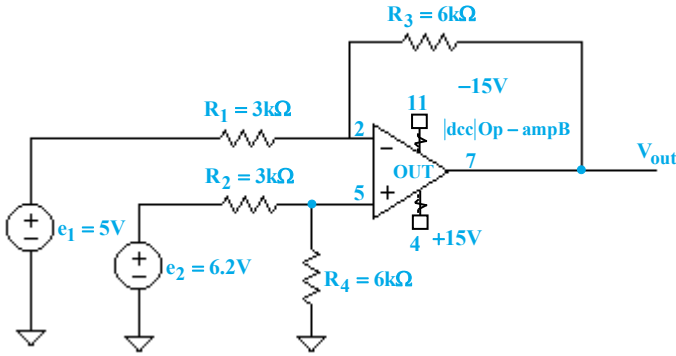 R₃ = 6kΩ
−15V
R₁ = 3kΩ
11
2
|dcc|Op − ampB
−
R₂ = 3kΩ
OUT
7
Vout
5
+
+
−
e₁ = 5V
4
+15V
+
−
e₂ = 6.2V
R₄ = 6kΩ